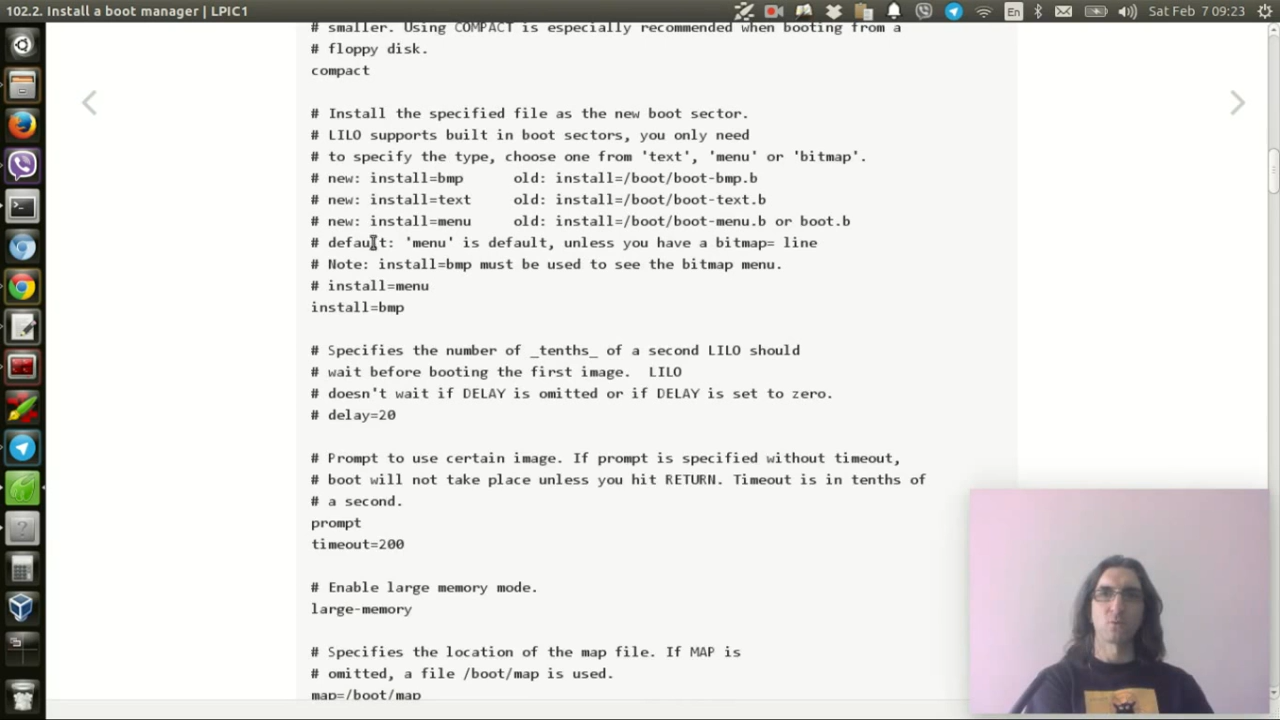 102.2. Install a boot manager | LPIC1
En
Sat Feb 7 09:23
# smaller. Using COMPACT is especially recommended when booting from a
# floppy disk.
compact
# Install the specified file as the new boot sector.
# LILO supports built in boot sectors, you only need
# to specify the type, choose one from 'text', 'menu' or 'bitmap'.
# new: install=bmp old: install=/boot/boot-bmp.b
# new: install=text old: install=/boot/boot-text.b
# new: install=menu old: install=/boot/boot-menu.b or boot.b
# default: 'menu' is default, unless you have a bitmap= line
# Note: install=bmp must be used to see the bitmap menu.
# install=menu
install=bmp
# Specifies the number of _tenths_ of a second LILO should
# wait before booting the first image. LILO
# doesn't wait if DELAY is omitted or if DELAY is set to zero.
# delay=20
# Prompt to use certain image. If prompt is specified without timeout,
# boot will not take place unless you hit RETURN. Timeout is in tenths of
# a second.
prompt
timeout=200
# Enable large memory mode.
large-memory
# Specifies the location of the map file. If MAP is
# omitted, a file /boot/map is used.
map=/boot/map